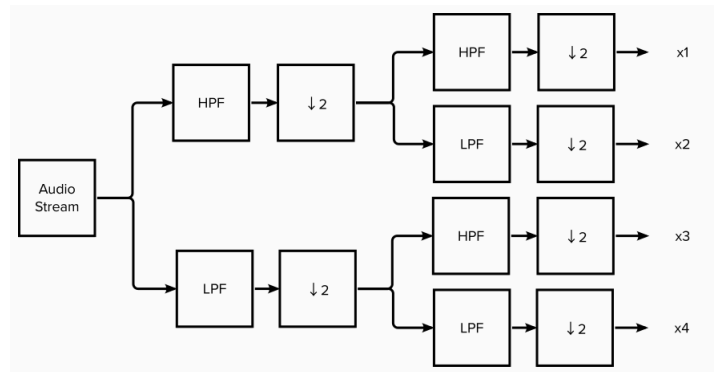 HPF
↓ 2
x1
HPF
↓ 2
LPF
↓ 2
x2
Audio
Stream
HPF
↓ 2
x3
LPF
↓ 2
LPF
↓ 2
x4